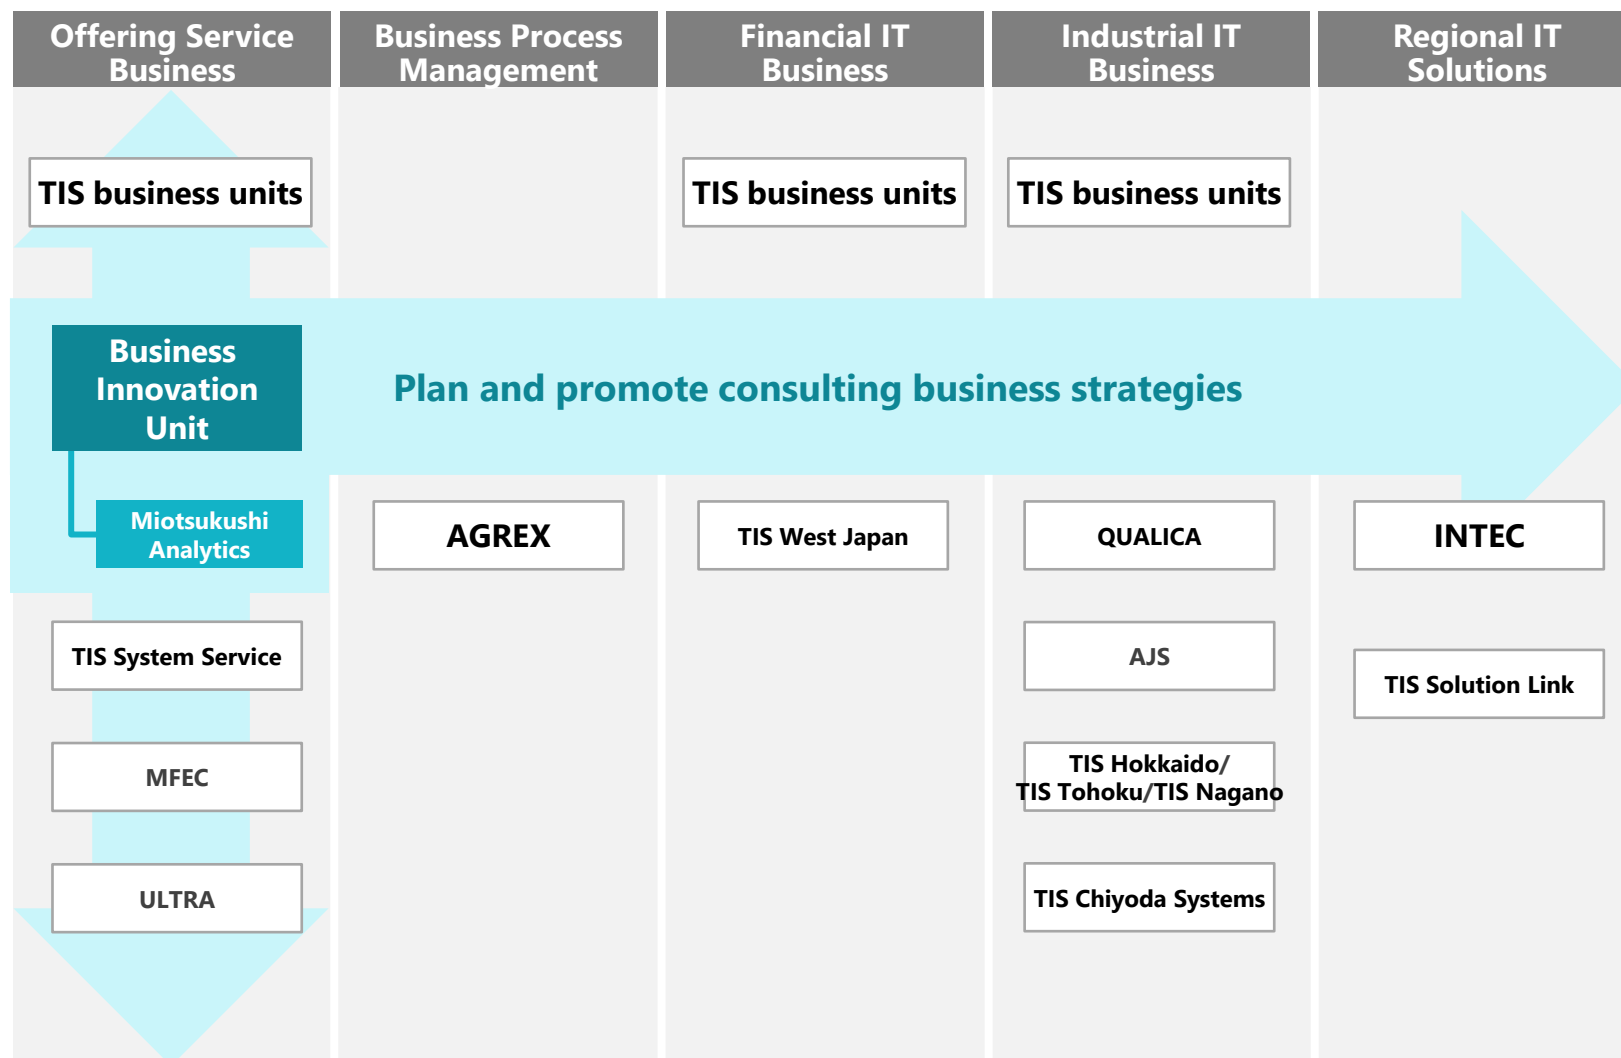 Offering Service
Business
Business Process
Management
Financial IT
Business
Industrial IT
Business
Regional IT
Solutions
TIS business units
TIS business units
TIS business units
Business
Innovation
Unit
Plan and promote consulting business strategies
Miotsukushi
Analytics
AGREX
TIS West Japan
QUALICA
INTEC
TIS System Service
AJS
TIS Solution Link
MFEC
TIS Hokkaido/
TIS Tohoku/TIS Nagano
ULTRA
TIS Chiyoda Systems